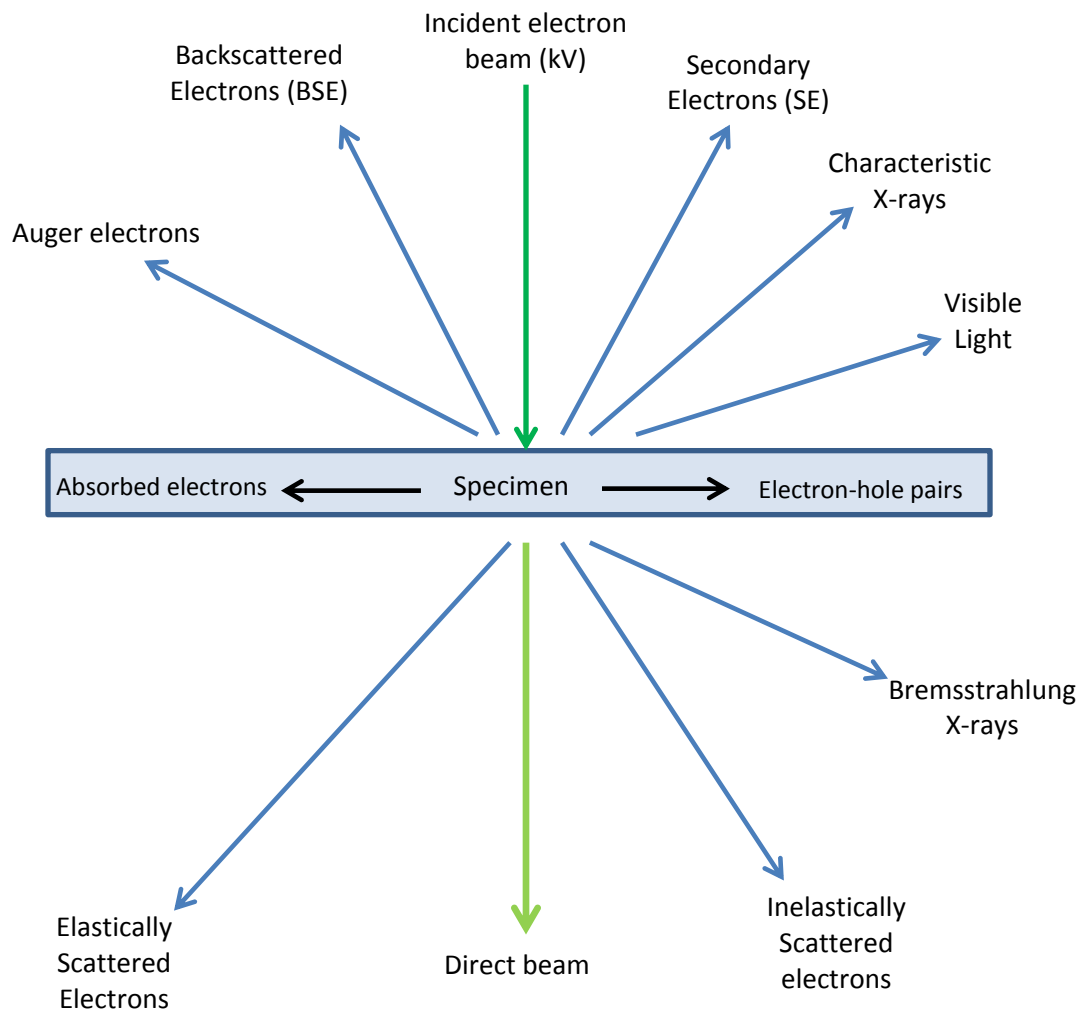 Incident electron
beam (kV)
Backscattered
Electrons (BSE)
Secondary
Electrons (SE)
Characteristic
X-rays
Auger electrons
Visible
Light
Absorbed electrons
Specimen
Electron-hole pairs
Bremsstrahlung
X-rays
Elastically
Scattered
Electrons
Direct beam
Inelastically
Scattered
electrons